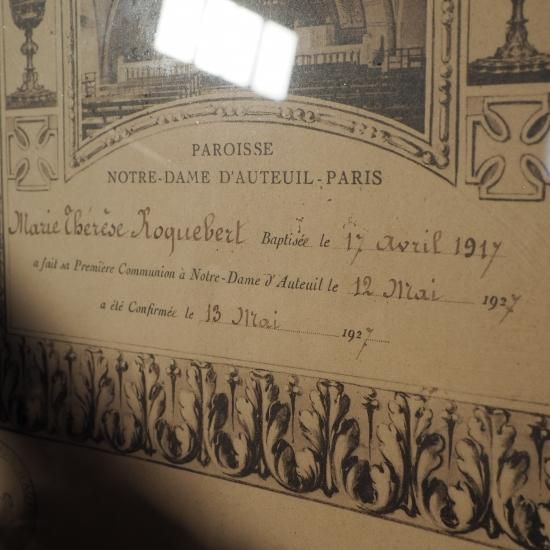 PAROISSE
NOTRE-DAME D'AUTEUIL-PARIS
Marie Thérèse Roquebert Baptisée le 17 avril 1917
a fait sa Première Communion à Notre-Dame d'Auteuil le 12 Mai 1927
a été Confirmée le 13 Mai 1927